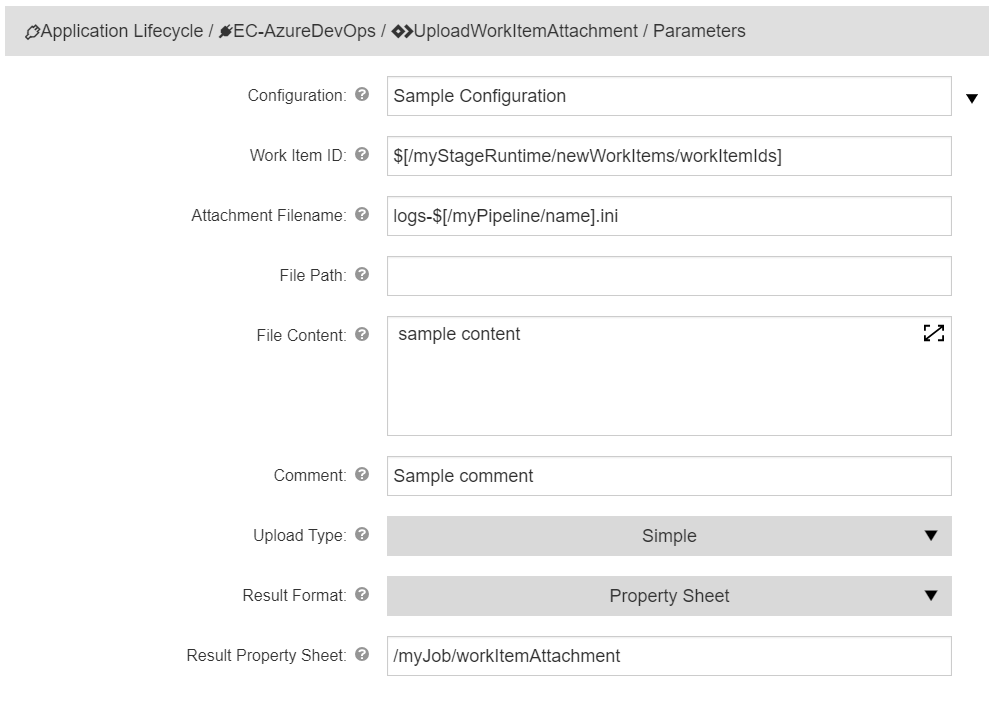 Application Lifecycle / EC-AzureDevOps / UploadWorkItemAttachment / Parameters
Configuration: Sample Configuration
Work Item ID: $[/myStageRuntime/newWorkItems/workItemIds]
Attachment Filename: logs-$[/myPipeline/name].ini
File Path:
File Content: sample content
Comment: Sample comment
Upload Type: Simple
Result Format: Property Sheet
Result Property Sheet: /myJob/workItemAttachment